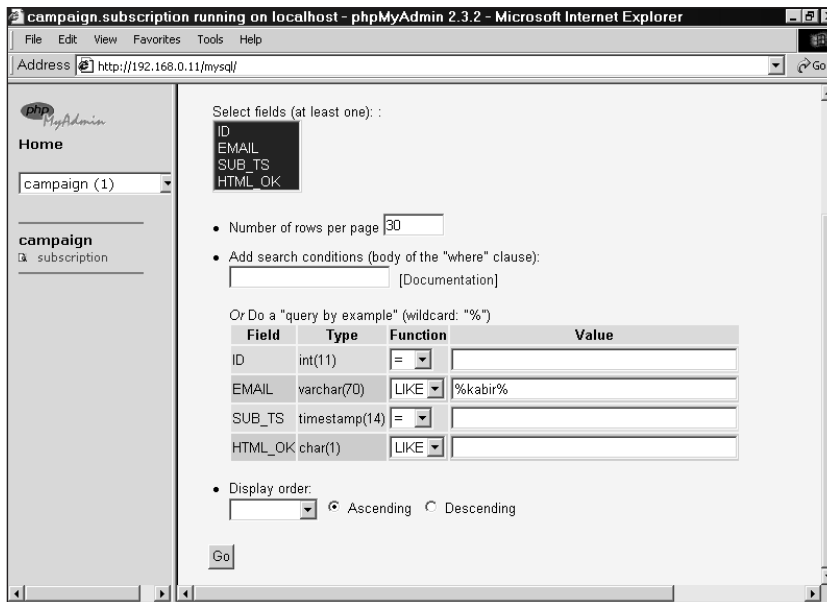 campaign.subscription running on localhost - phpMyAdmin 2.3.2 - Microsoft Internet Explorer
File Edit View Favorites Tools Help
Address http://192.168.0.11/mysql/ Go
php
MyAdmin
Home
campaign (1)
campaign
subscription
Select fields (at least one): :
ID
EMAIL
SUB_TS
HTML_OK
Number of rows per page 30
Add search conditions (body of the "where" clause):
[Documentation]
Or Do a "query by example" (wildcard: "%")
Field Type Function Value
ID int(11) =
EMAIL varchar(70) LIKE %kabir%
SUB_TS timestamp(14) =
HTML_OK char(1) LIKE
Display order:
Ascending Descending
Go